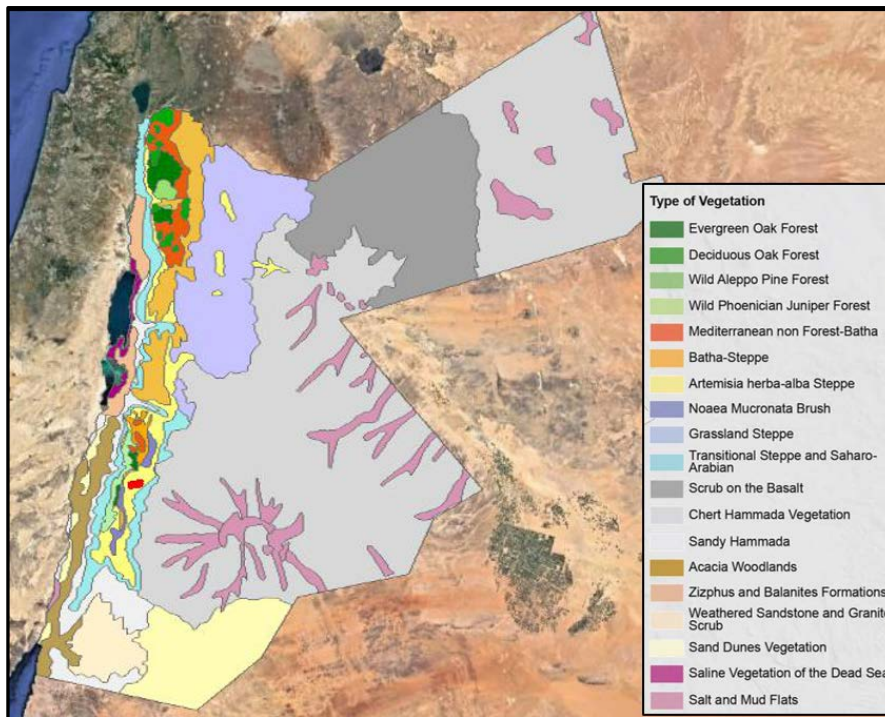 Type of Vegetation
Evergreen Oak Forest
Deciduous Oak Forest
Wild Aleppo Pine Forest
Wild Phoenician Juniper Forest
Mediterranean non Forest-Batha
Batha-Steppe
Artemisia herba-alba Steppe
Noaea Mucronata Brush
Grassland Steppe
Transitional Steppe and Saharo-
Arabian
Scrub on the Basalt
Chert Hammada Vegetation
Sandy Hammada
Acacia Woodlands
Zizphus and Balanites Formations
Weathered Sandstone and Granite
Scrub
Sand Dunes Vegetation
Saline Vegetation of the Dead Sea
Salt and Mud Flats